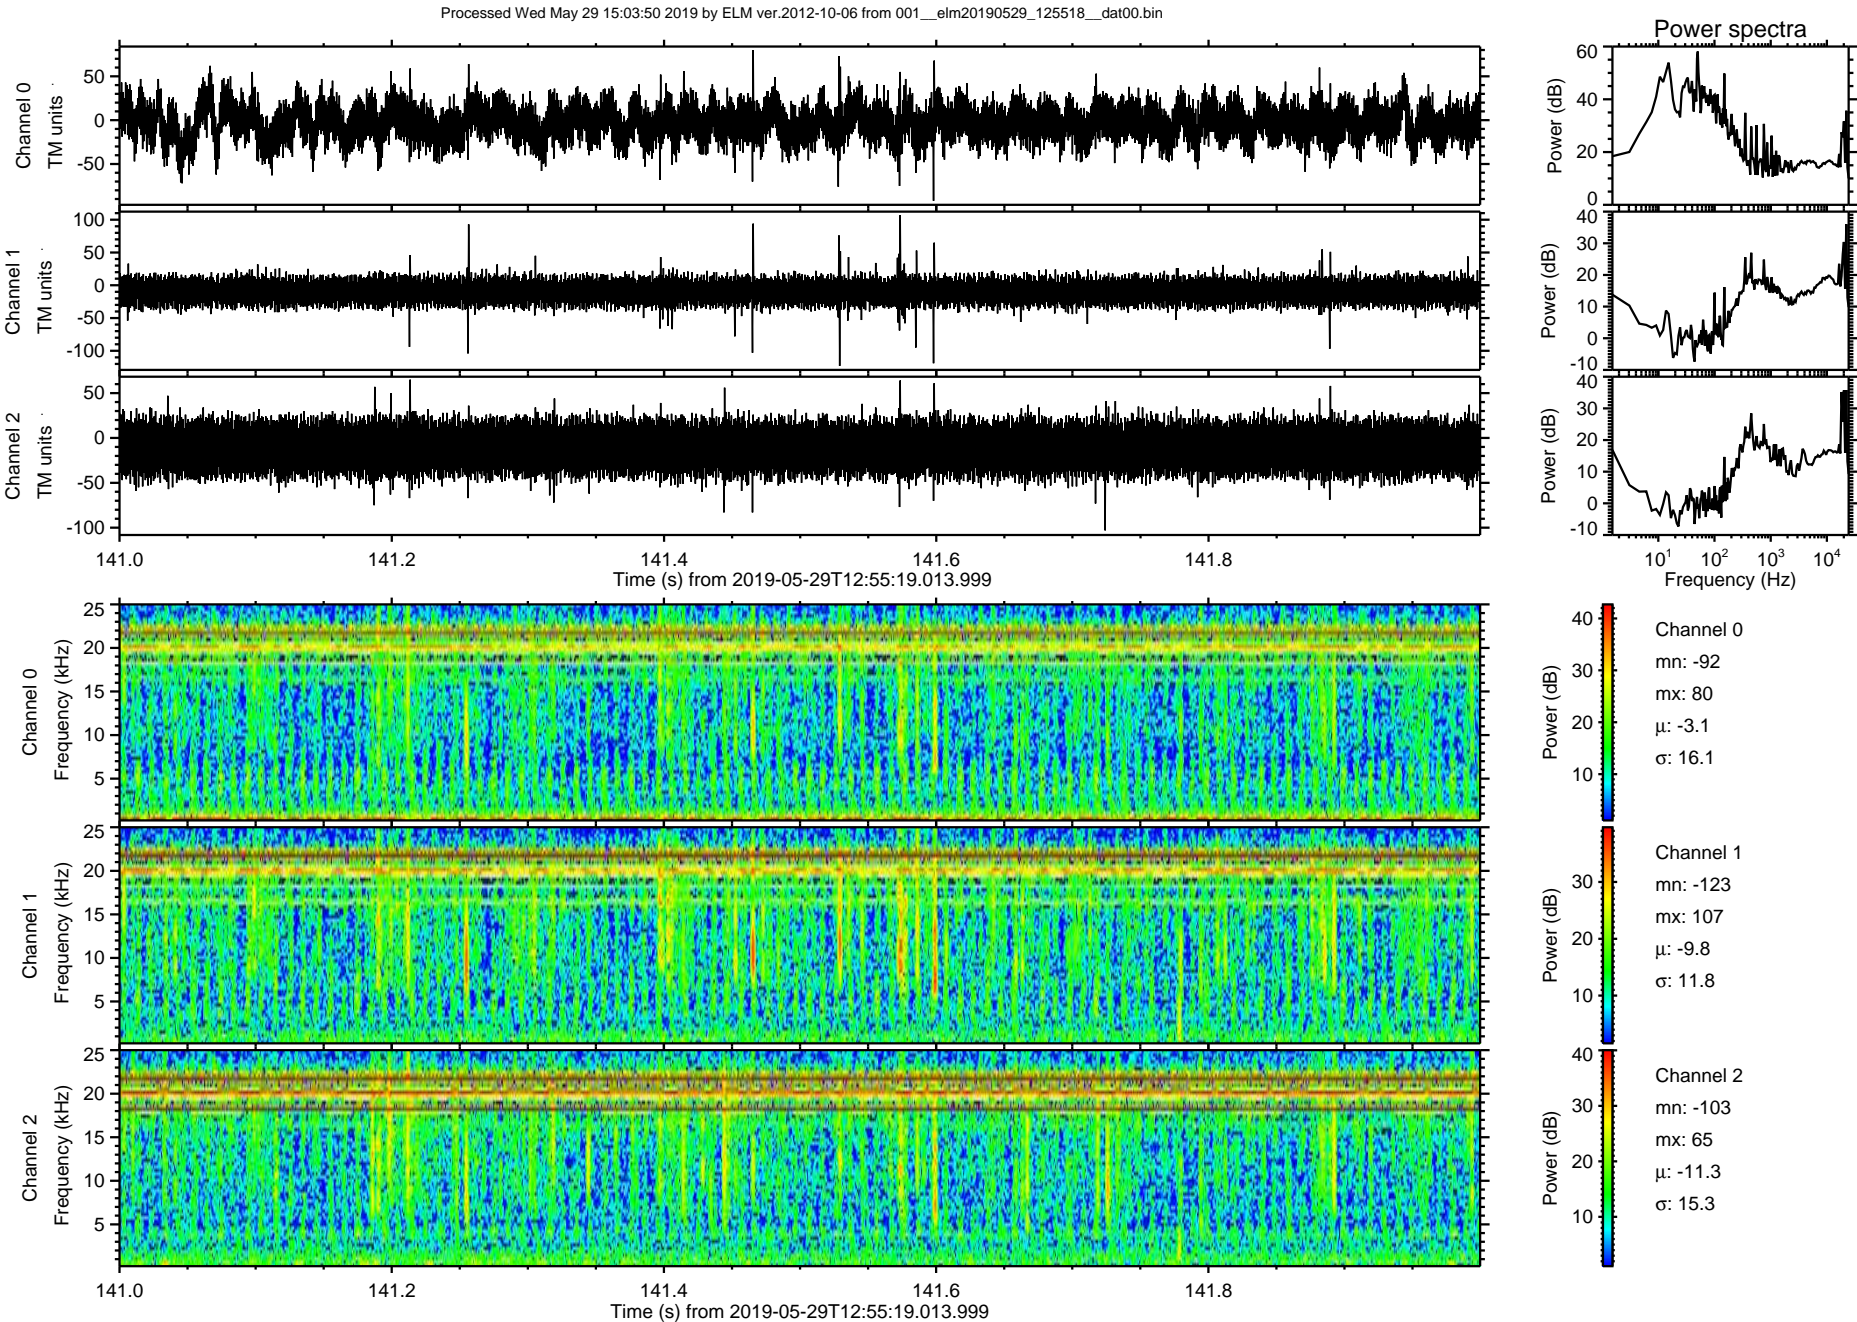 Processed Wed May 29 15:03:50 2019 by ELM ver.2012-10-06 from 001__elm20190529_125518__dat00.bin
Power spectra
Channel 0
TM units
50
0
-50
Power (dB)
60
40
20
0
Channel 1
TM units
100
50
0
-50
-100
Power (dB)
40
30
20
10
0
-10
Channel 2
TM units
50
0
-50
-100
Power (dB)
40
30
20
10
0
-10
141.0 141.2 141.4 141.6 141.8
Time (s) from 2019-05-29T12:55:19.013.999
10¹ 10² 10³ 10⁴
Frequency (Hz)
Channel 0
Frequency (kHz)
25
20
15
10
5
Power (dB)
40
30
20
10
Channel 0
mn: -92
mx: 80
μ: -3.1
σ: 16.1
Channel 1
Frequency (kHz)
25
20
15
10
5
Power (dB)
30
20
10
Channel 1
mn: -123
mx: 107
μ: -9.8
σ: 11.8
Channel 2
Frequency (kHz)
25
20
15
10
5
Power (dB)
40
30
20
10
Channel 2
mn: -103
mx: 65
μ: -11.3
σ: 15.3
141.0 141.2 141.4 141.6 141.8
Time (s) from 2019-05-29T12:55:19.013.999